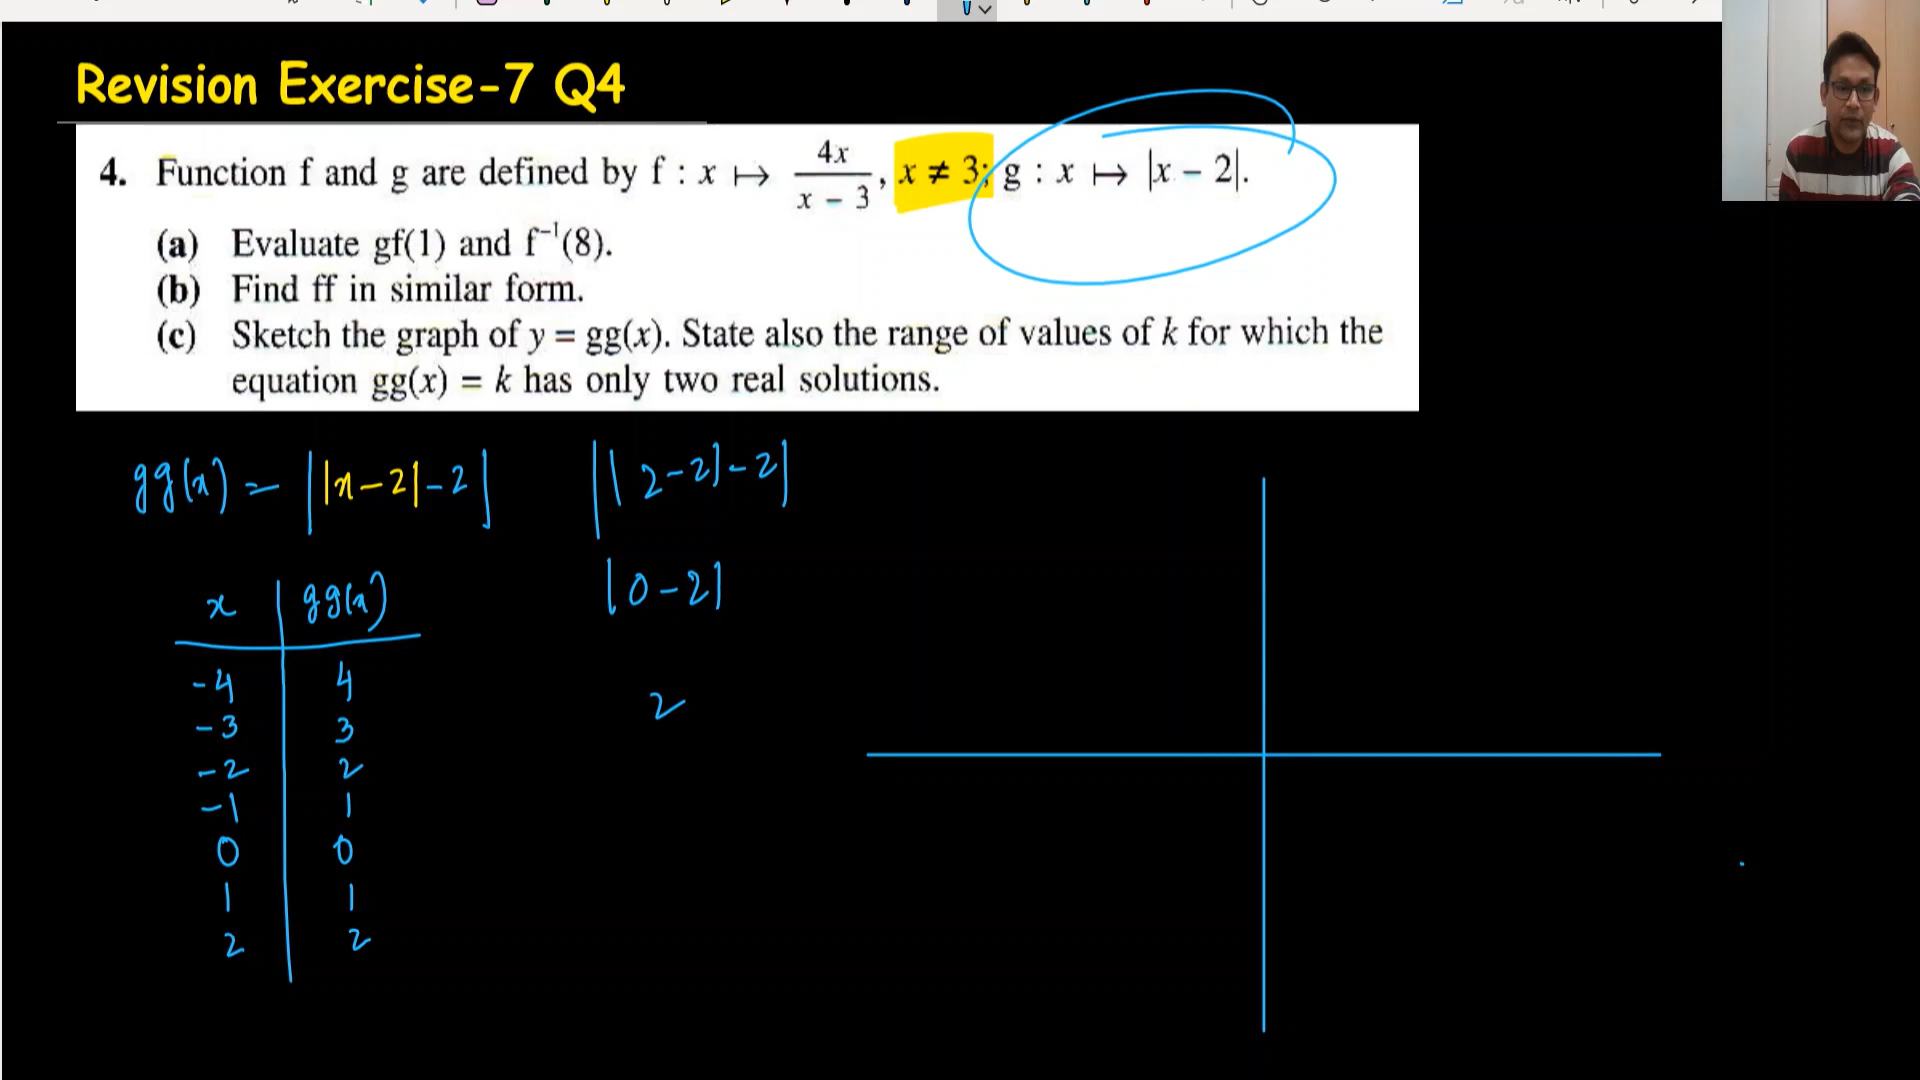 Revision Exercise-7 Q4
4. Function f and g are defined by f : x ↦ 4x / (x − 3), x ≠ 3; g : x ↦ |x − 2|.
(a) Evaluate gf(1) and f⁻¹(8).
(b) Find ff in similar form.
(c) Sketch the graph of y = gg(x). State also the range of values of k for which the
equation gg(x) = k has only two real solutions.
gg(x) = ||x-2|-2|
||2-2|-2|
|0-2|
2
x gg(x)
-4 4
-3 3
-2 2
-1 1
0 0
1 1
2 2